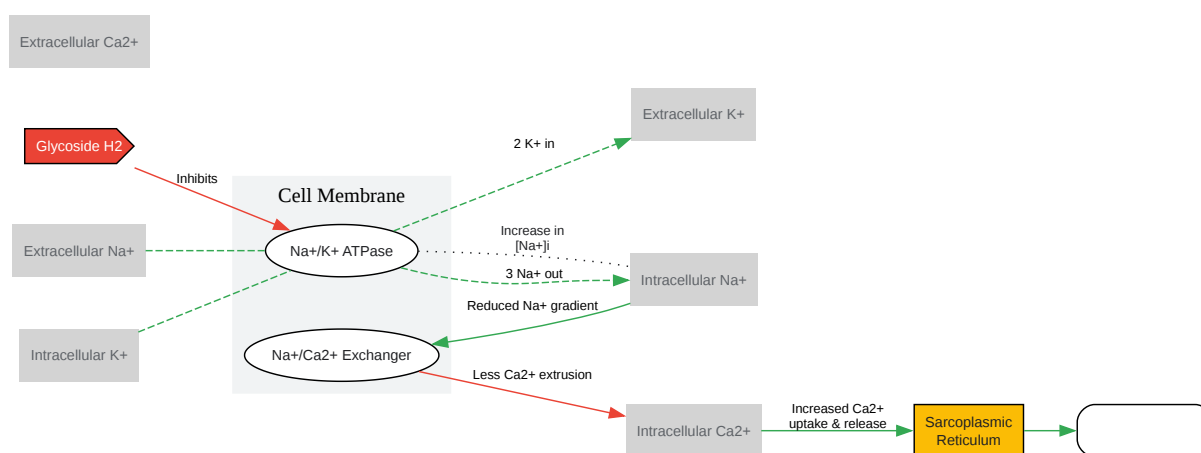 Extracellular Ca2+
Extracellular K+
Glycoside H2
2 K+ in
Inhibits
Cell Membrane
Increase in
[Na+]i
Extracellular Na+
Na+/K+ ATPase
3 Na+ out
Intracellular Na+
Reduced Na+ gradient
Intracellular K+
Na+/Ca2+ Exchanger
Less Ca2+ extrusion
Increased Ca2+
uptake & release
Intracellular Ca2+
Sarcoplasmic
Reticulum